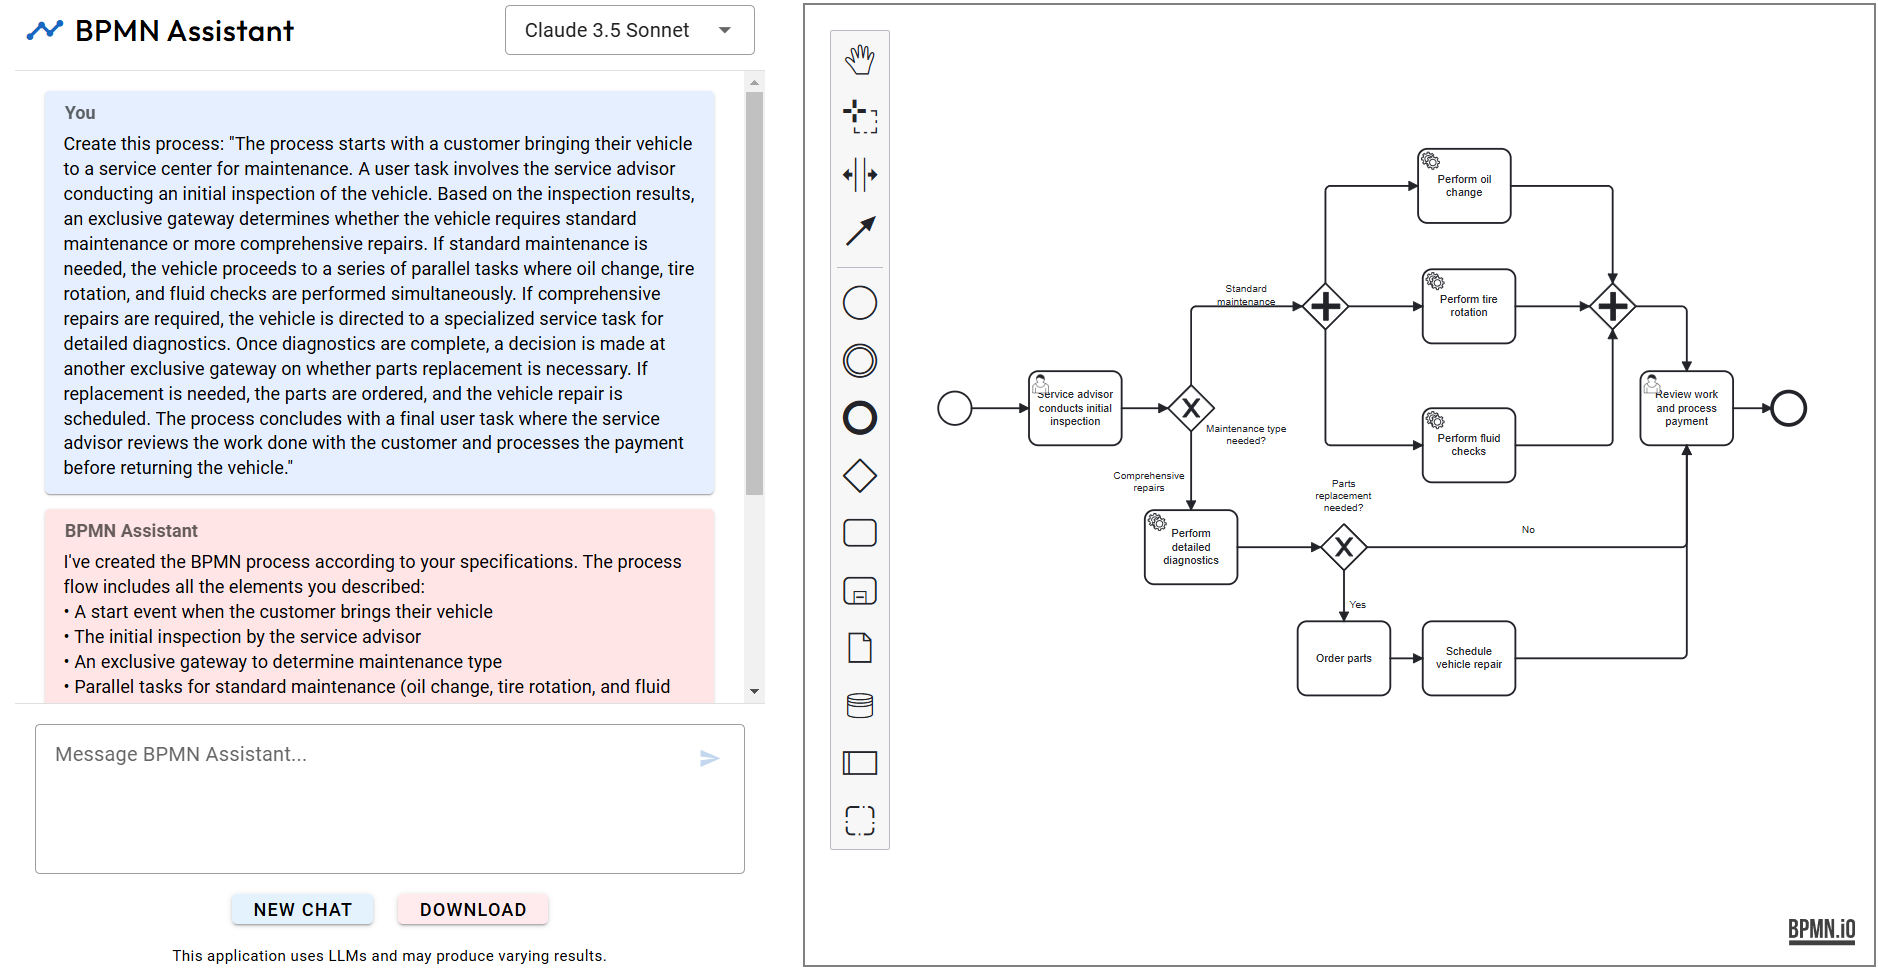 BPMN Assistant
Claude 3.5 Sonnet
You
Create this process: "The process starts with a customer bringing their vehicle
to a service center for maintenance. A user task involves the service advisor
conducting an initial inspection of the vehicle. Based on the inspection results,
an exclusive gateway determines whether the vehicle requires standard
maintenance or more comprehensive repairs. If standard maintenance is
needed, the vehicle proceeds to a series of parallel tasks where oil change, tire
rotation, and fluid checks are performed simultaneously. If comprehensive
repairs are required, the vehicle is directed to a specialized service task for
detailed diagnostics. Once diagnostics are complete, a decision is made at
another exclusive gateway on whether parts replacement is necessary. If
replacement is needed, the parts are ordered, and the vehicle repair is
scheduled. The process concludes with a final user task where the service
advisor reviews the work done with the customer and processes the payment
before returning the vehicle."
BPMN Assistant
I've created the BPMN process according to your specifications. The process
flow includes all the elements you described:
• A start event when the customer brings their vehicle
• The initial inspection by the service advisor
• An exclusive gateway to determine maintenance type
• Parallel tasks for standard maintenance (oil change, tire rotation, and fluid
Message BPMN Assistant...
NEW CHAT
DOWNLOAD
This application uses LLMs and may produce varying results.
Service advisor
conducts initial
inspection
Maintenance type
needed?
Standard
maintenance
Perform oil
change
Perform tire
rotation
Perform fluid
checks
Comprehensive
repairs
Perform
detailed
diagnostics
Parts
replacement
needed?
No
Yes
Order parts
Schedule
vehicle repair
Review work
and process
payment
BPMN.iO